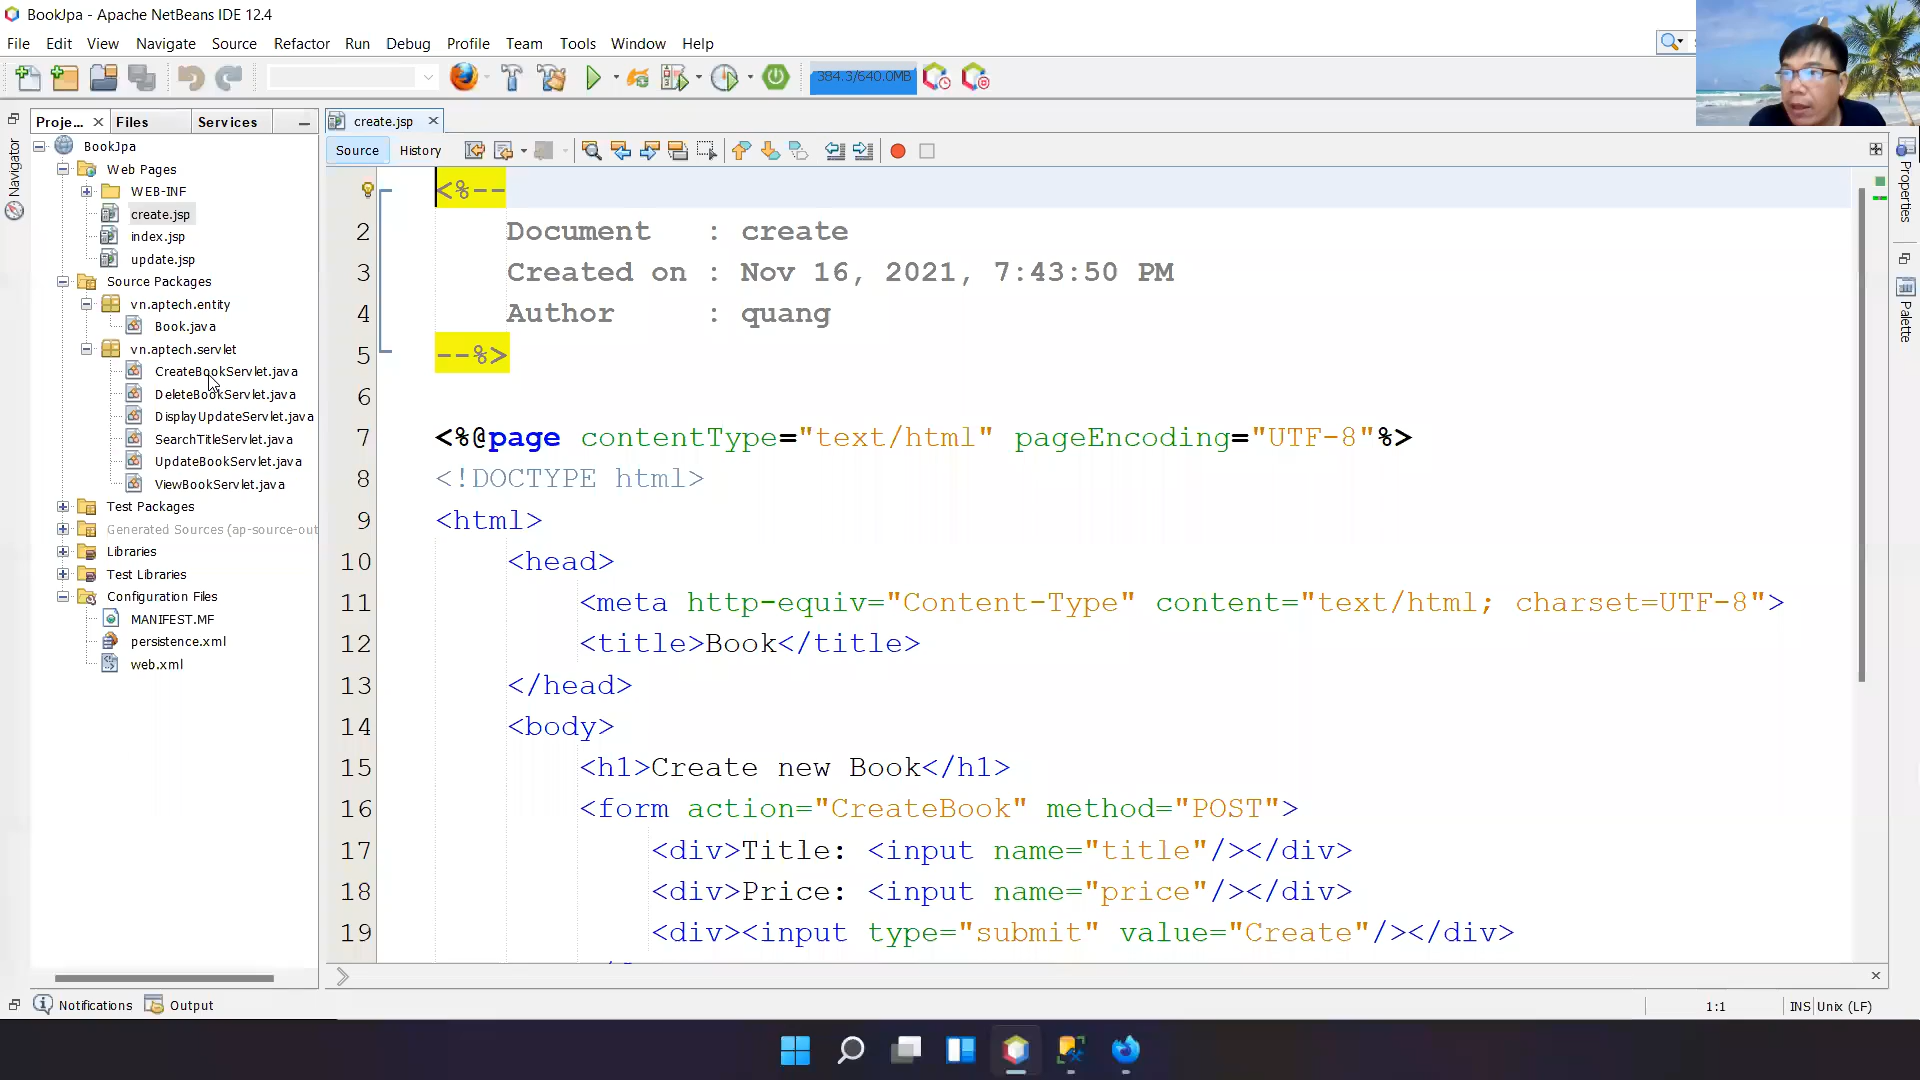 BookJpa - Apache NetBeans IDE 12.4
File Edit View Navigate Source Refactor Run Debug Profile Team Tools Window Help
384.3/640.0MB
Proje... Files Services
create.jsp
Source History
Navigator
BookJpa
Web Pages
WEB-INF
create.jsp
index.jsp
update.jsp
Source Packages
vn.aptech.entity
Book.java
vn.aptech.servlet
CreateBookServlet.java
DeleteBookServlet.java
DisplayUpdateServlet.java
SearchTitleServlet.java
UpdateBookServlet.java
ViewBookServlet.java
Test Packages
Generated Sources (ap-source-out
Libraries
Test Libraries
Configuration Files
MANIFEST.MF
persistence.xml
web.xml
<%--
2 Document : create
3 Created on : Nov 16, 2021, 7:43:50 PM
4 Author : quang
5 --%>
6
7 <%@page contentType="text/html" pageEncoding="UTF-8"%>
8 <!DOCTYPE html>
9 <html>
10 <head>
11 <meta http-equiv="Content-Type" content="text/html; charset=UTF-8">
12 <title>Book</title>
13 </head>
14 <body>
15 <h1>Create new Book</h1>
16 <form action="CreateBook" method="POST">
17 <div>Title: <input name="title"/></div>
18 <div>Price: <input name="price"/></div>
19 <div><input type="submit" value="Create"/></div>
Properties
Palette
Notifications Output
1:1 INS Unix (LF)